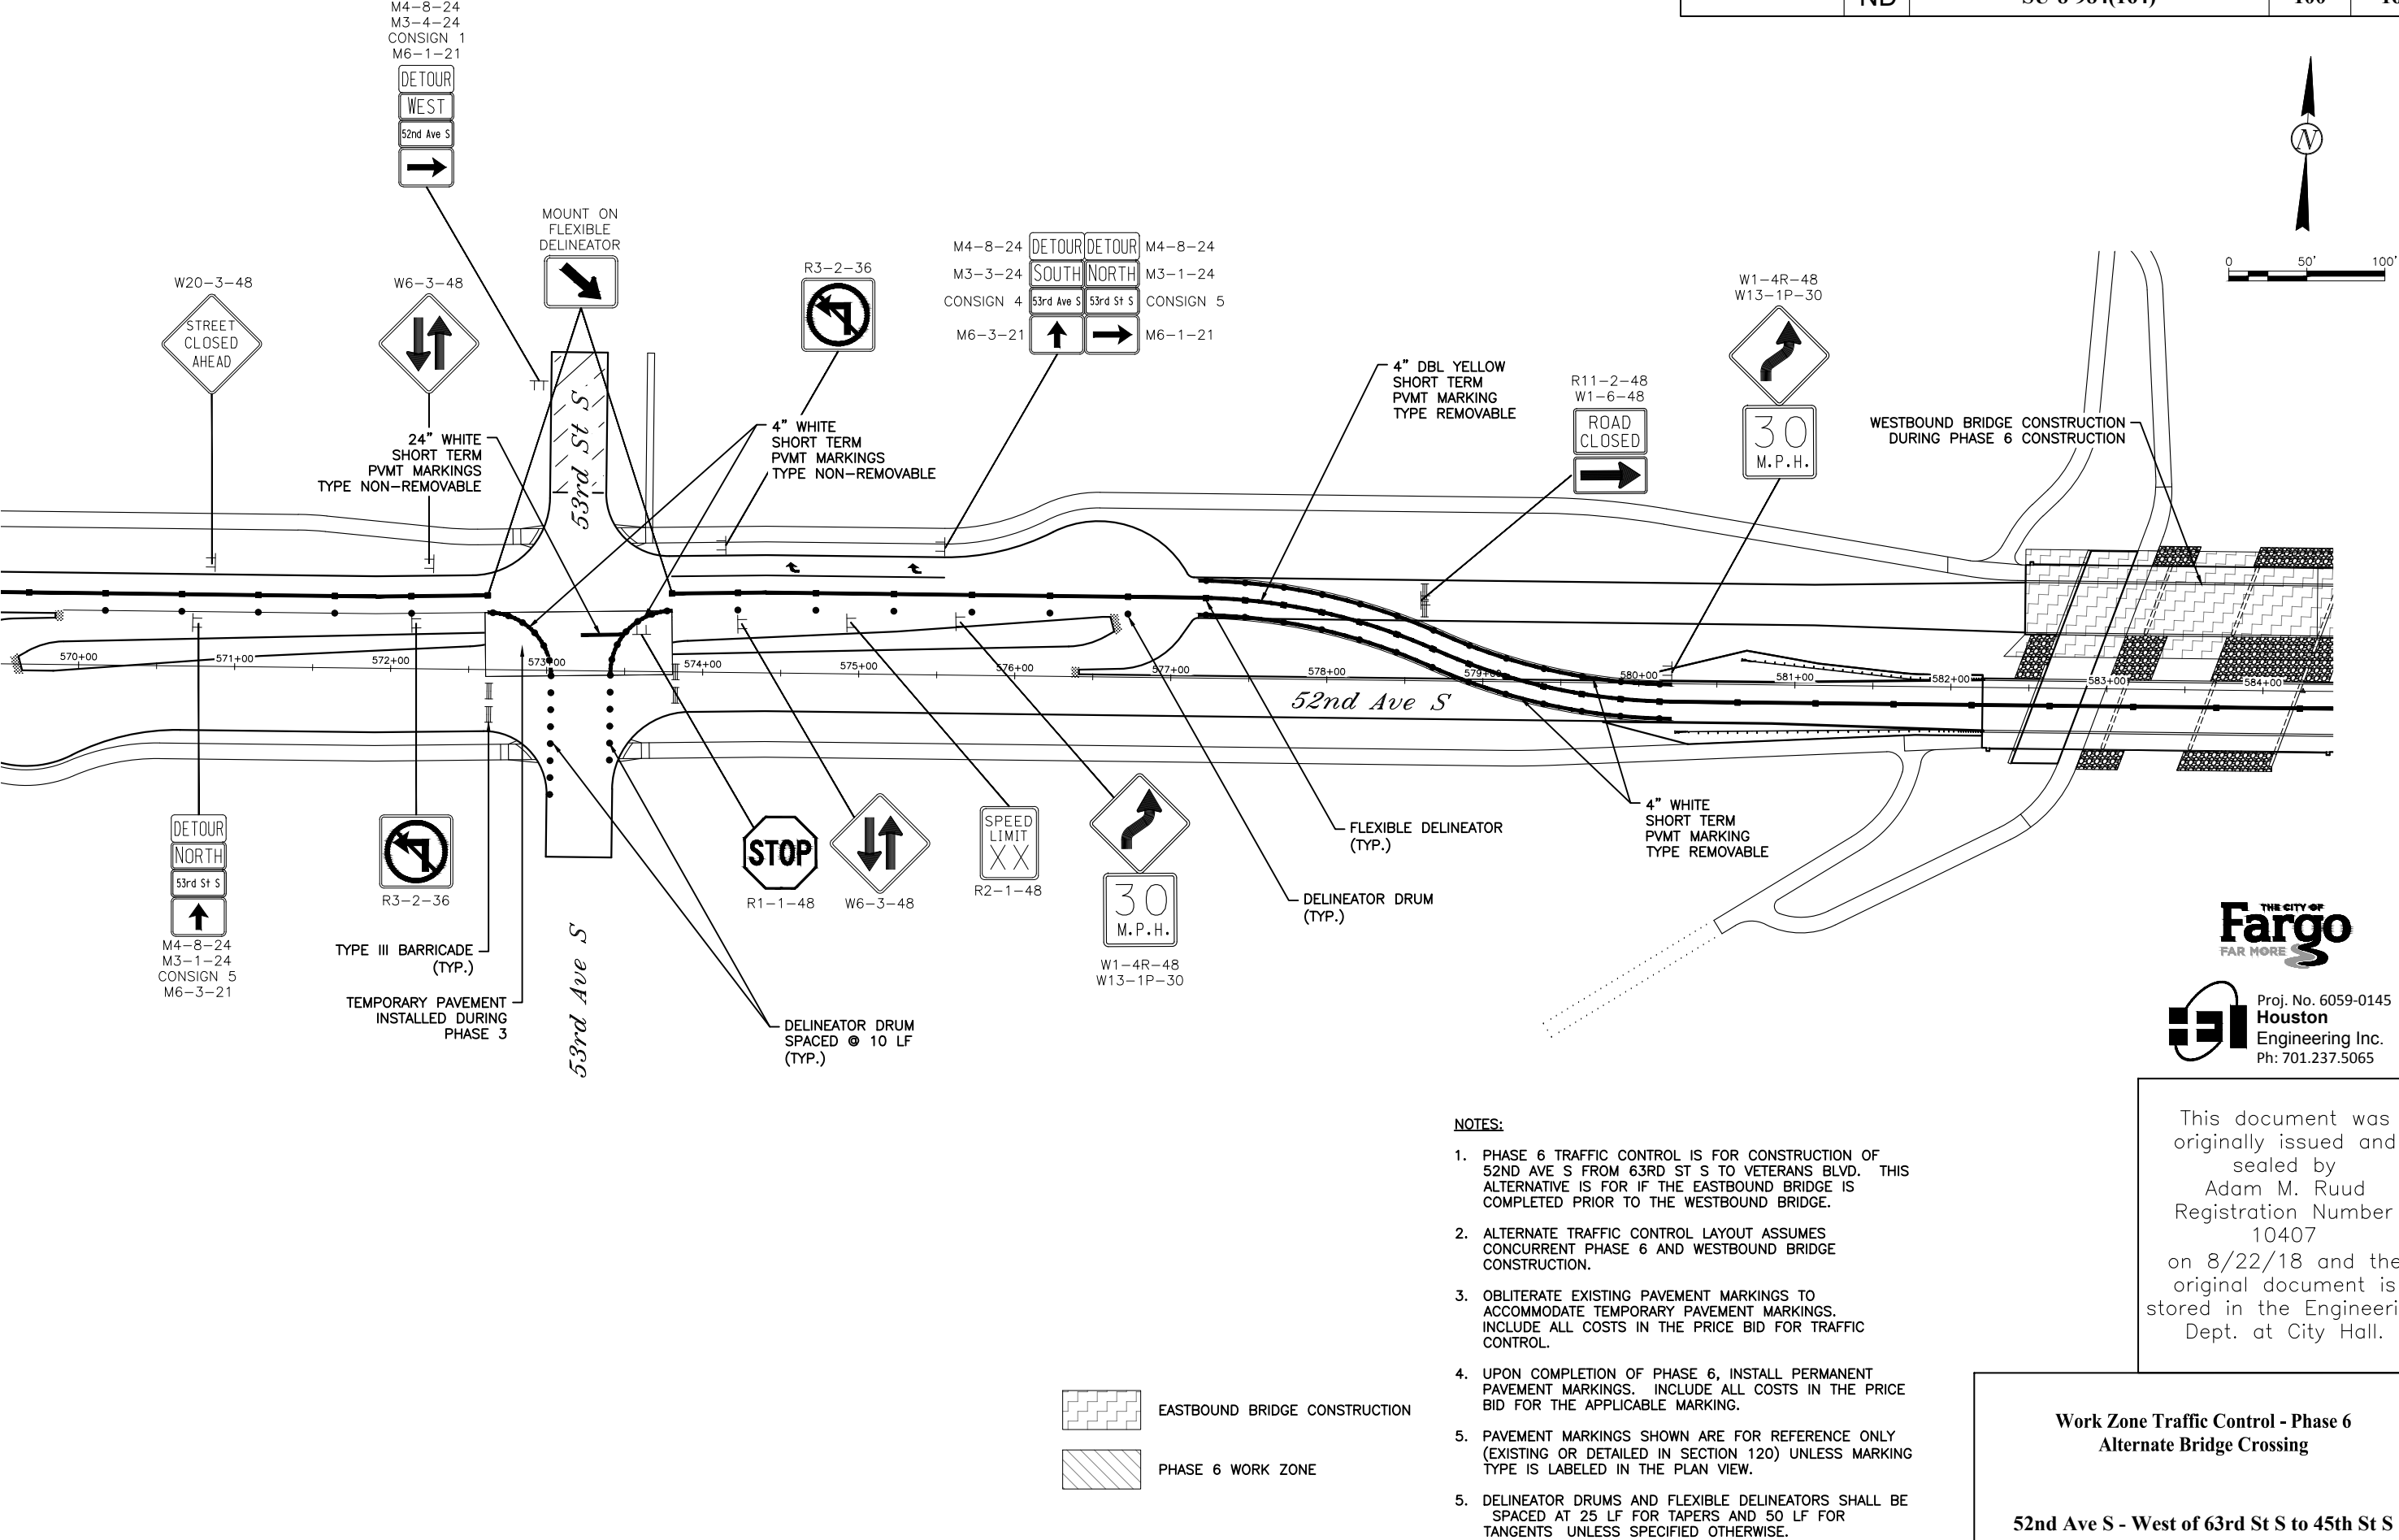 M4-8-24
M3-4-24
CONSIGN 1
M6-1-21
DETOUR
WEST
52nd Ave S
ND
MOUNT ON
FLEXIBLE
DELINEATOR
W20-3-48
STREET
CLOSED
AHEAD
W6-3-48
R3-2-36
M4-8-24 DETOUR DETOUR M4-8-24
M3-3-24 SOUTH NORTH M3-1-24
CONSIGN 4 53rd Ave S 53rd St S CONSIGN 5
M6-3-21 M6-1-21
N
0 50' 100'
W1-4R-48
W13-1P-30
30
M.P.H.
4" DBL YELLOW
SHORT TERM
PVMT MARKING
TYPE REMOVABLE
R11-2-48
W1-6-48
ROAD
CLOSED
WESTBOUND BRIDGE CONSTRUCTION
DURING PHASE 6 CONSTRUCTION
24" WHITE
SHORT TERM
PVMT MARKINGS
TYPE NON-REMOVABLE
53rd St S
4" WHITE
SHORT TERM
PVMT MARKINGS
TYPE NON-REMOVABLE
570+00 571+00 572+00 573+00 574+00 575+00 576+00 577+00 578+00 579+00 580+00 581+00 582+00 583+00 584+00
52nd Ave S
DETOUR
NORTH
53rd St S
M4-8-24
M3-1-24
CONSIGN 5
M6-3-21
R3-2-36
TYPE III BARRICADE
(TYP.)
TEMPORARY PAVEMENT
INSTALLED DURING
PHASE 3
53rd Ave S
STOP
R1-1-48
W6-3-48
SPEED
LIMIT
XX
R2-1-48
30
M.P.H.
W1-4R-48
W13-1P-30
DELINEATOR DRUM
SPACED @ 10 LF
(TYP.)
FLEXIBLE DELINEATOR
(TYP.)
DELINEATOR DRUM
(TYP.)
4" WHITE
SHORT TERM
PVMT MARKING
TYPE REMOVABLE
THE CITY OF
Fargo
FAR MORE
Proj. No. 6059-0145
Houston
Engineering Inc.
Ph: 701.237.5065
This document was
originally issued and
sealed by
Adam M. Ruud
Registration Number
10407
on 8/22/18 and the
original document is
stored in the
Dept. at City Hall.
NOTES:
1. PHASE 6 TRAFFIC CONTROL IS FOR CONSTRUCTION OF
52ND AVE S FROM 63RD ST S TO VETERANS BLVD. THIS
ALTERNATIVE IS FOR IF THE EASTBOUND BRIDGE IS
COMPLETED PRIOR TO THE WESTBOUND BRIDGE.
2. ALTERNATE TRAFFIC CONTROL LAYOUT ASSUMES
CONCURRENT PHASE 6 AND WESTBOUND BRIDGE
CONSTRUCTION.
3. OBLITERATE EXISTING PAVEMENT MARKINGS TO
ACCOMMODATE TEMPORARY PAVEMENT MARKINGS.
INCLUDE ALL COSTS IN THE PRICE BID FOR TRAFFIC
CONTROL.
4. UPON COMPLETION OF PHASE 6, INSTALL PERMANENT
PAVEMENT MARKINGS. INCLUDE ALL COSTS IN THE PRICE
BID FOR THE APPLICABLE MARKING.
5. PAVEMENT MARKINGS SHOWN ARE FOR REFERENCE ONLY
(EXISTING OR DETAILED IN SECTION 120) UNLESS MARKING
TYPE IS LABELED IN THE PLAN VIEW.
5. DELINEATOR DRUMS AND FLEXIBLE DELINEATORS SHALL BE
SPACED AT 25 LF FOR TAPERS AND 50 LF FOR
TANGENTS UNLESS SPECIFIED OTHERWISE.
EASTBOUND BRIDGE CONSTRUCTION
PHASE 6 WORK ZONE
Work Zone Traffic Control - Phase 6
Alternate Bridge Crossing
52nd Ave S - West of 63rd St S to 45th St S